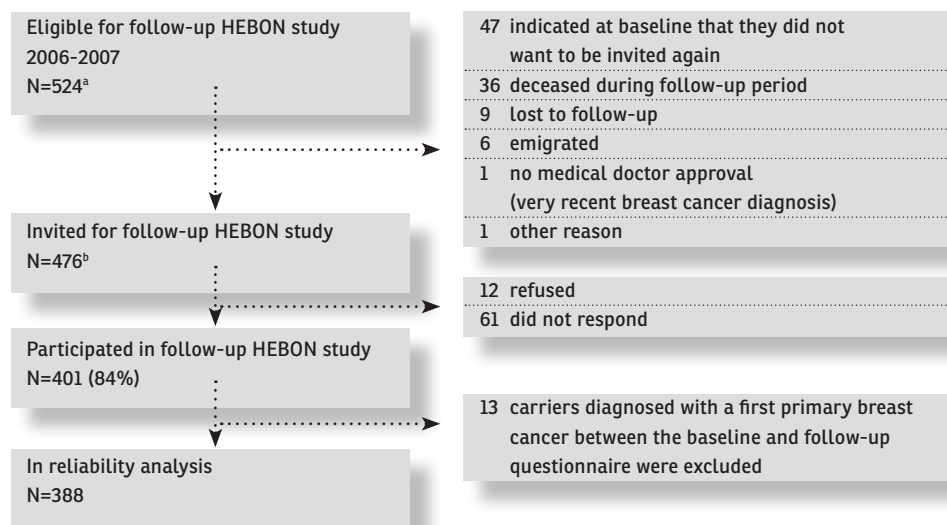 Eligible for follow-up HEBON study
2006-2007
N=524ᵃ
47 indicated at baseline that they did not
want to be invited again
36 deceased during follow-up period
9 lost to follow-up
6 emigrated
1 no medical doctor approval
(very recent breast cancer diagnosis)
1 other reason
Invited for follow-up HEBON study
N=476ᵇ
12 refused
61 did not respond
Participated in follow-up HEBON study
N=401 (84%)
13 carriers diagnosed with a first primary breast
cancer between the baseline and follow-up
questionnaire were excluded
In reliability analysis
N=388